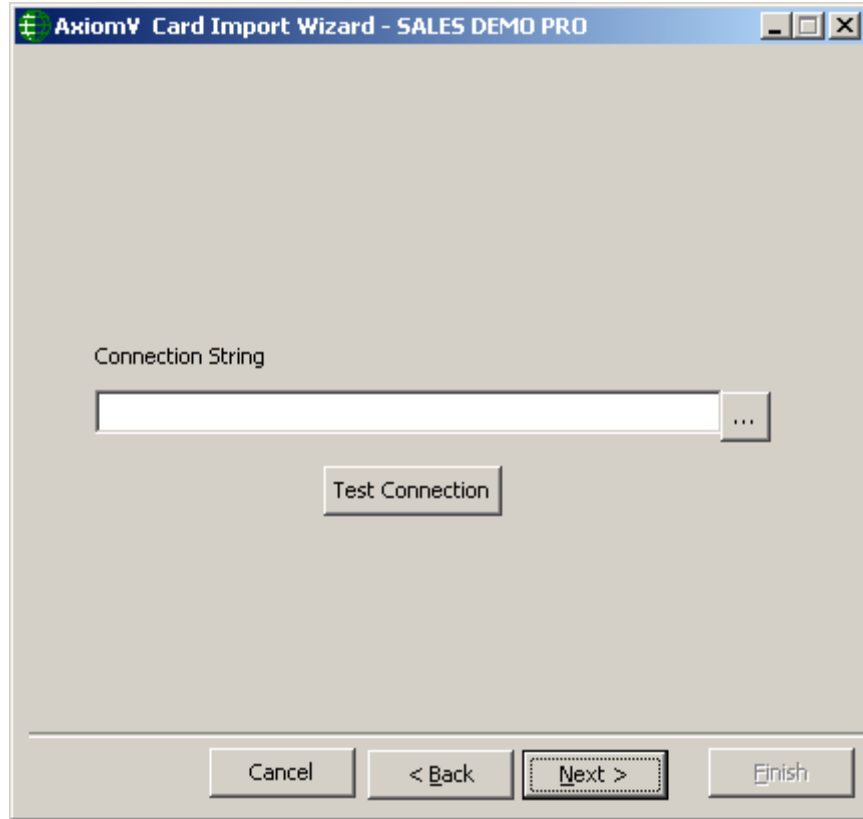 AxiomV Card Import Wizard - SALES DEMO PRO
Connection String
...
Test Connection
Cancel
< Back
Next >
Finish